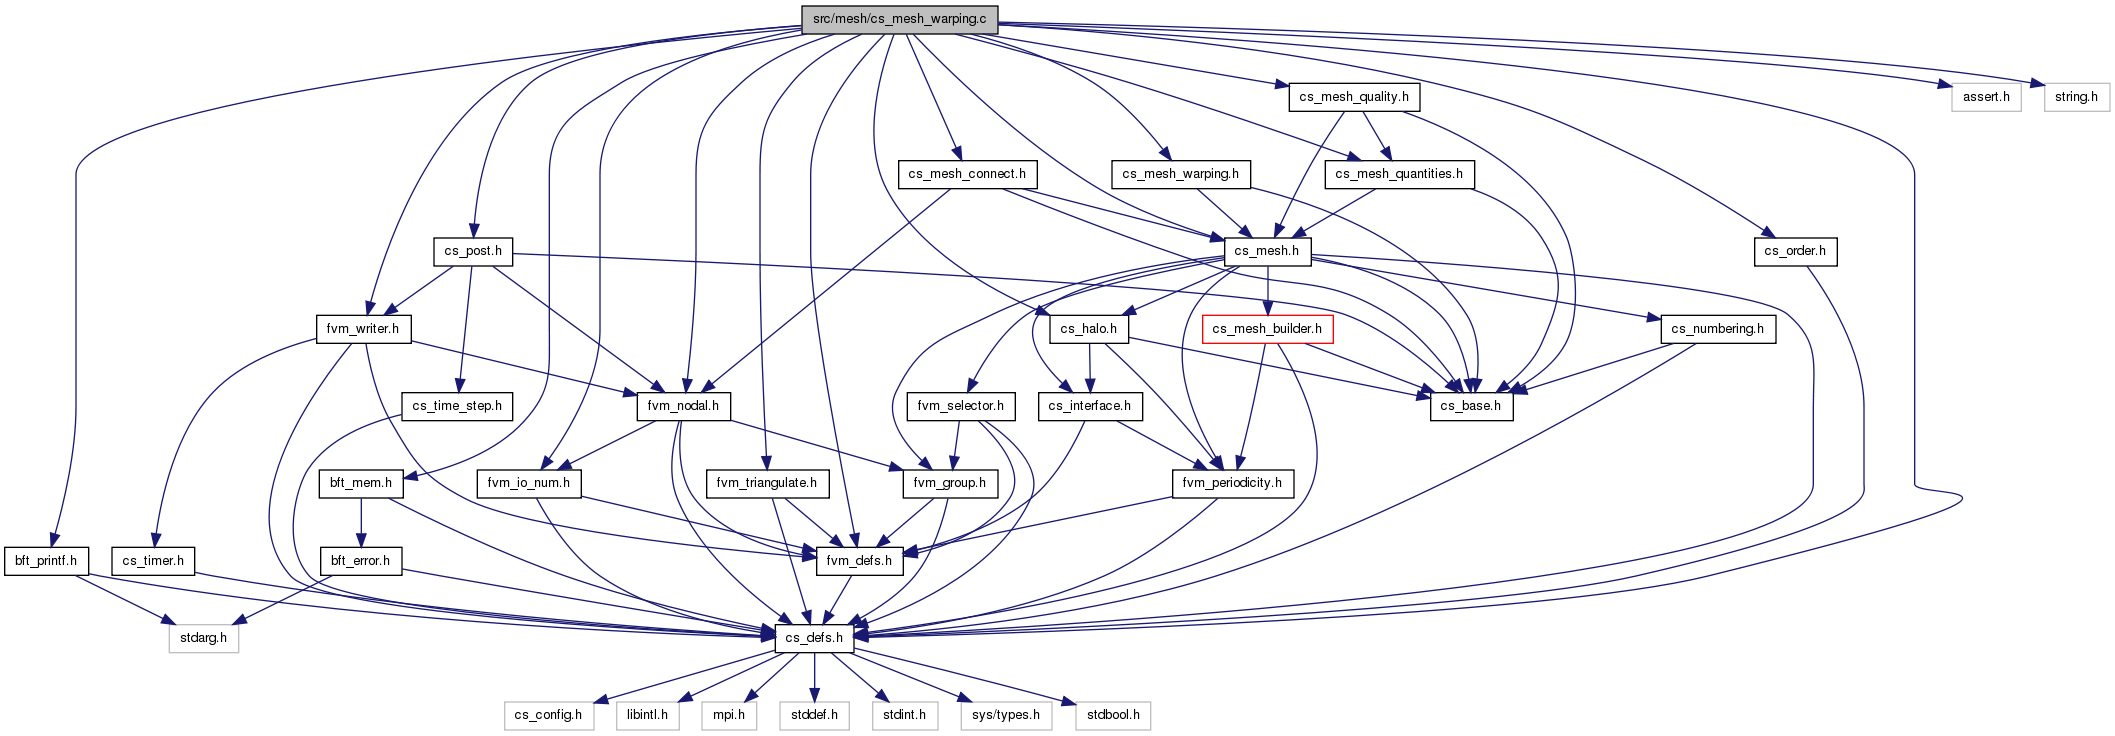 src/mesh/cs_mesh_warping.c
cs_mesh_quality.h
assert.h
string.h
cs_mesh_connect.h
cs_mesh_warping.h
cs_mesh_quantities.h
cs_post.h
cs_mesh.h
cs_order.h
fvm_writer.h
cs_halo.h
cs_mesh_builder.h
cs_numbering.h
cs_time_step.h
fvm_nodal.h
fvm_selector.h
cs_interface.h
cs_base.h
bft_mem.h
fvm_io_num.h
fvm_triangulate.h
fvm_group.h
fvm_periodicity.h
bft_printf.h
cs_timer.h
bft_error.h
fvm_defs.h
stdarg.h
cs_defs.h
cs_config.h
libintl.h
mpi.h
stddef.h
stdint.h
sys/types.h
stdbool.h